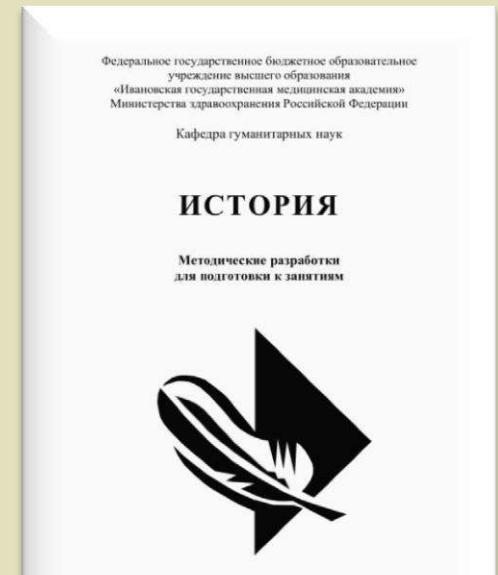 Федеральное государственное бюджетное образовательное
учреждение высшего образования
«Ивановская государственная медицинская академия»
Министерства здравоохранения Российской Федерации
Кафедра гуманитарных наук
ИСТОРИЯ
Методические разработки
для подготовки к занятиям